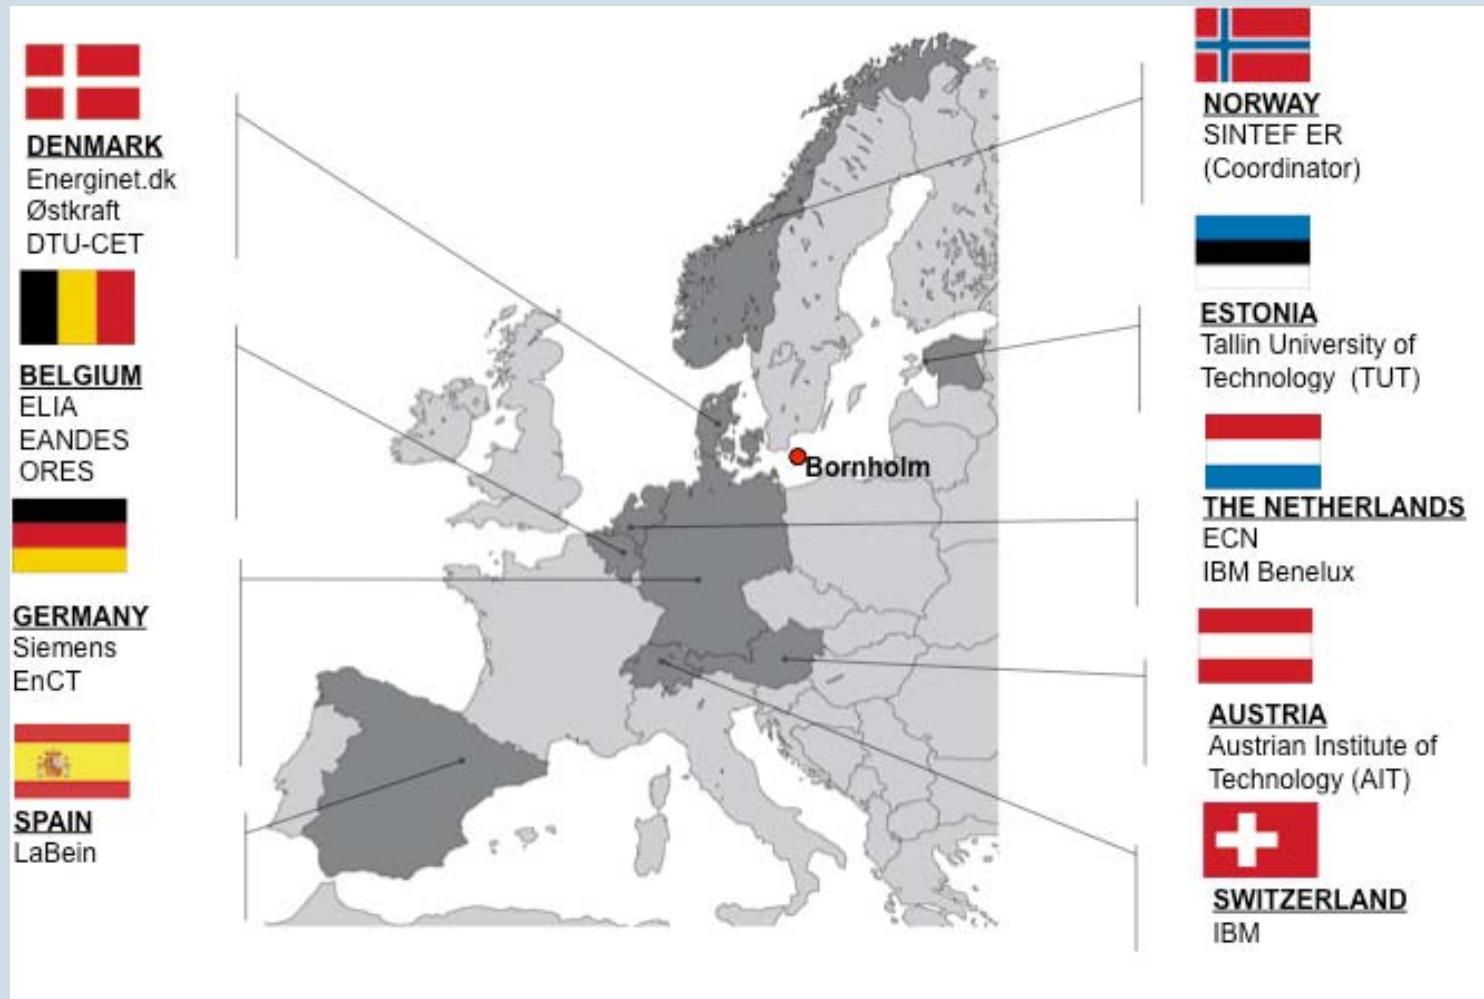 DENMARK
Energinet.dk
Østkraft
DTU-CET
BELGIUM
ELIA
EANDES
ORES
GERMANY
Siemens
EnCT
SPAIN
LaBein
Bornholm
NORWAY
SINTEF ER
(Coordinator)
ESTONIA
Tallin University of
Technology (TUT)
THE NETHERLANDS
ECN
IBM Benelux
AUSTRIA
Austrian Institute of
Technology (AIT)
SWITZERLAND
IBM